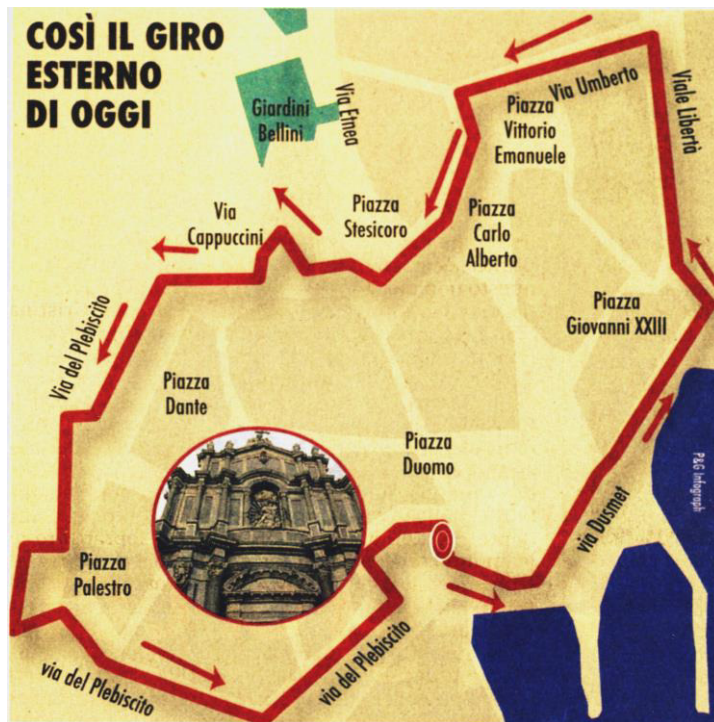 COSÌ IL GIRO
ESTERNO
DI OGGI
Giardini
Bellini
Via Etnea
Via Umberto
Viale Libertà
Piazza
Vittorio
Emanuele
Piazza
Stesicoro
Piazza
Carlo
Alberto
Via
Cappuccini
Piazza
Giovanni XXIII
Via del Plebiscito
Piazza
Dante
Piazza
Duomo
P&G Infograph
via Dusmet
Piazza
Palestro
via del Plebiscito
via del Plebiscito